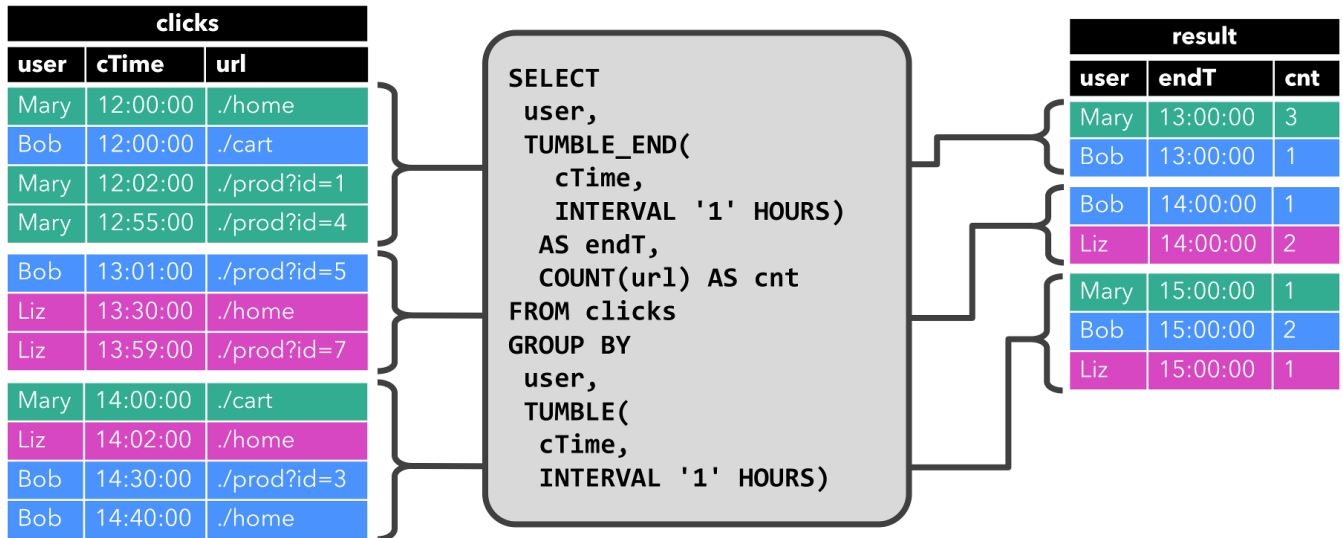 clicks
user cTime url
Mary 12:00:00 ./home
Bob 12:00:00 ./cart
Mary 12:02:00 ./prod?id=1
Mary 12:55:00 ./prod?id=4
Bob 13:01:00 ./prod?id=5
Liz 13:30:00 ./home
Liz 13:59:00 ./prod?id=7
Mary 14:00:00 ./cart
Liz 14:02:00 ./home
Bob 14:30:00 ./prod?id=3
Bob 14:40:00 ./home
SELECT
user,
TUMBLE_END(
cTime,
INTERVAL '1' HOURS)
AS endT,
COUNT(url) AS cnt
FROM clicks
GROUP BY
user,
TUMBLE(
cTime,
INTERVAL '1' HOURS)
result
user endT cnt
Mary 13:00:00 3
Bob 13:00:00 1
Bob 14:00:00 1
Liz 14:00:00 2
Mary 15:00:00 1
Bob 15:00:00 2
Liz 15:00:00 1